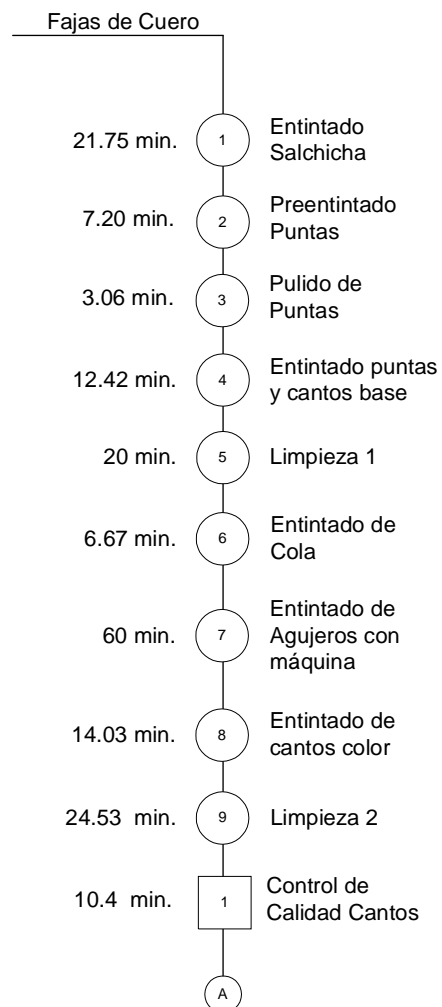 Fajas de Cuero
21.75 min.
1
Entintado
Salchicha
7.20 min.
2
Preentintado
Puntas
3.06 min.
3
Pulido de
Puntas
12.42 min.
4
Entintado puntas
y cantos base
20 min.
5
Limpieza 1
6.67 min.
6
Entintado de
Cola
60 min.
7
Entintado de
Agujeros con
máquina
14.03 min.
8
Entintado de
cantos color
24.53 min.
9
Limpieza 2
10.4 min.
1
Control de
Calidad Cantos
A